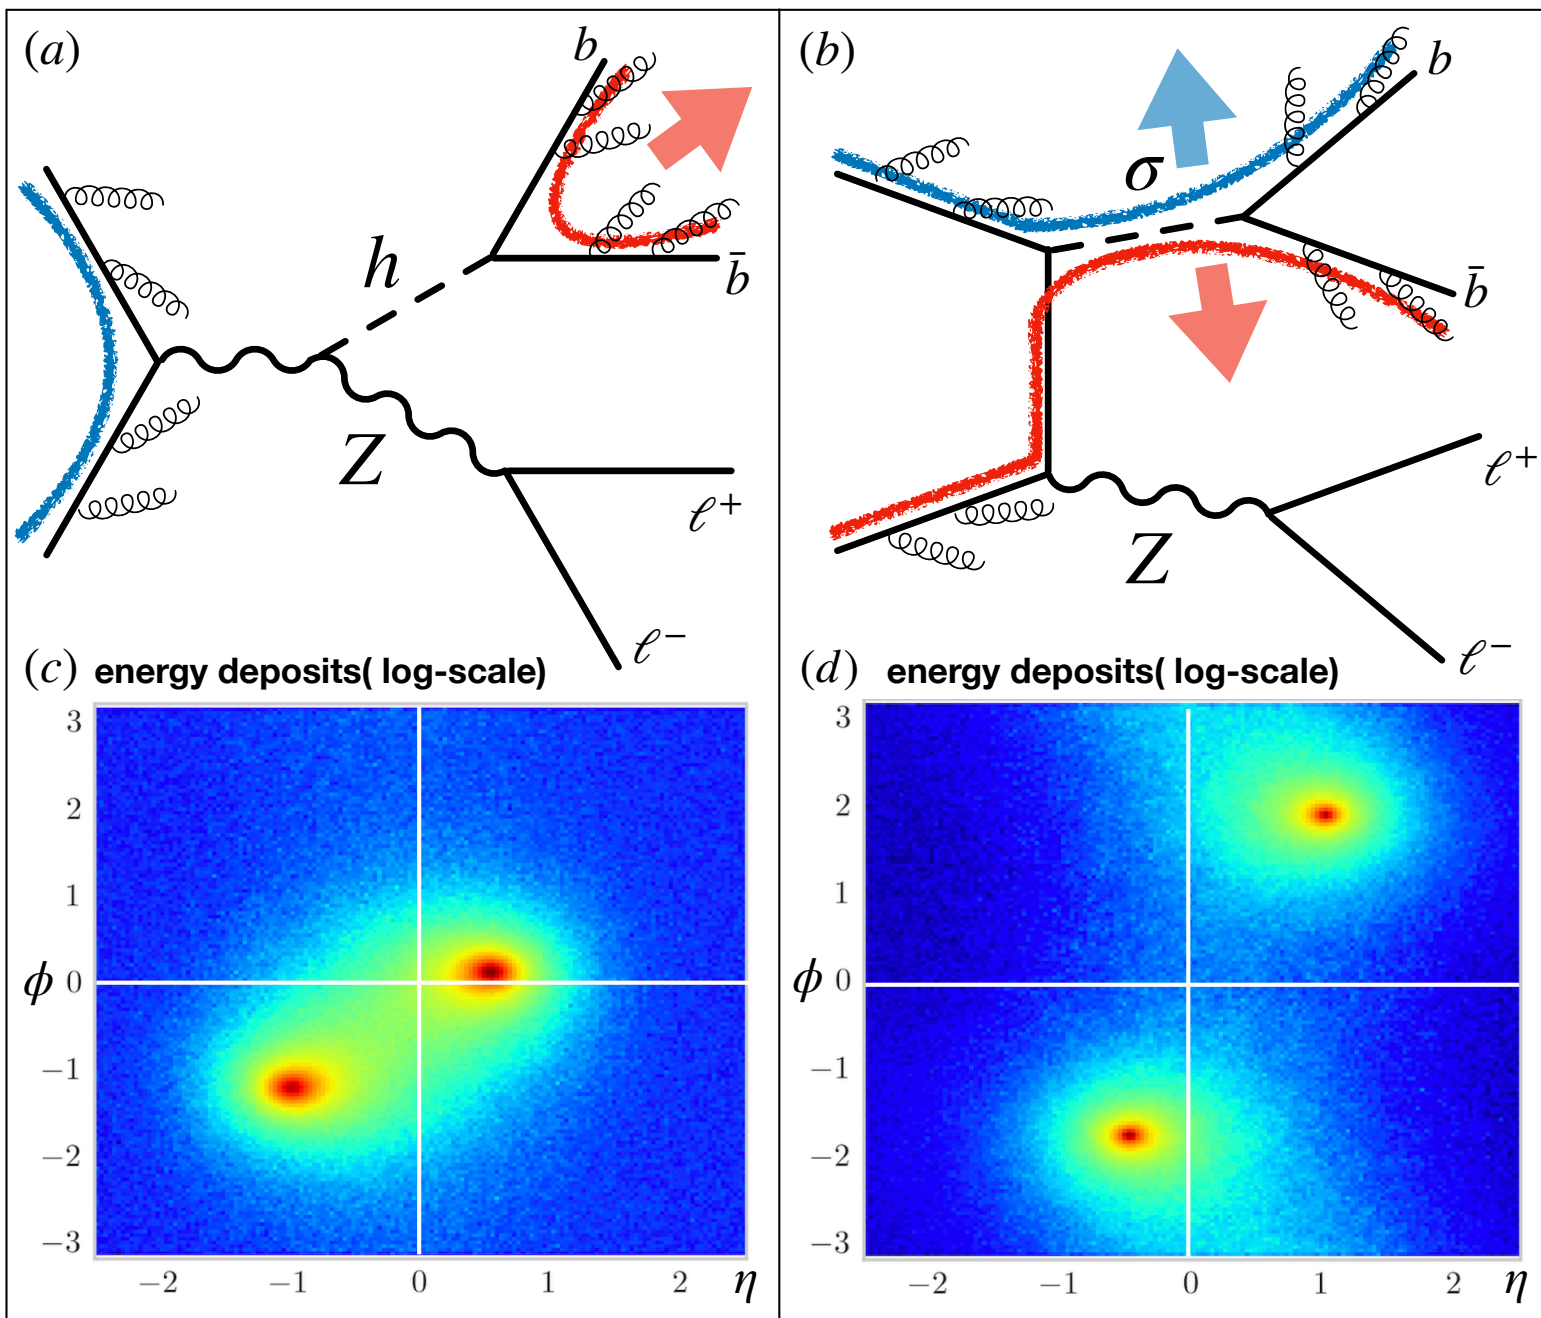 (a)
b
h
b̄
Z
ℓ⁺
ℓ⁻
(b)
b
σ
b̄
ℓ⁺
Z
ℓ⁻
(c) energy deposits( log-scale)
3
2
1
ϕ 0
−1
−2
−3
−2 −1 0 1 2 η
(d) energy deposits( log-scale)
3
2
1
ϕ 0
−1
−2
−3
−2 −1 0 1 2 η